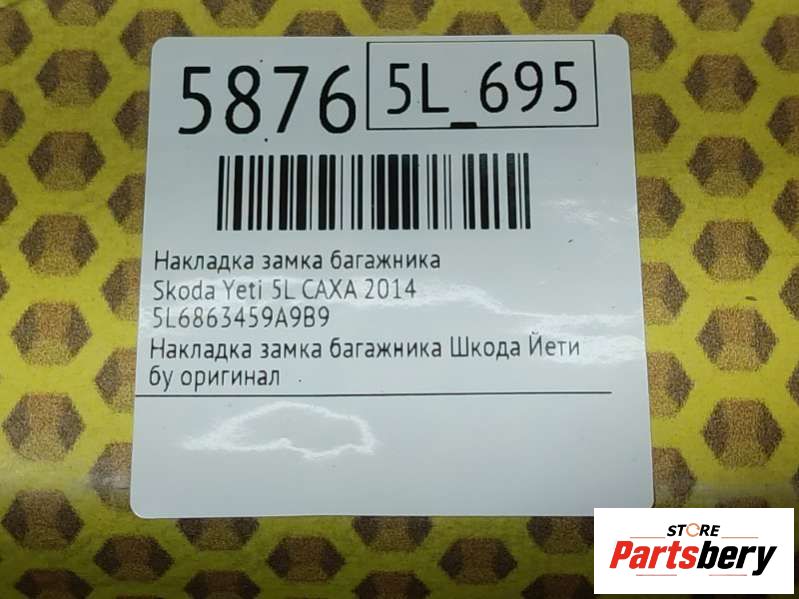 5876 5L_695
Накладка замка багажника
Skoda Yeti 5L CAXA 2014
5L6863459A9B9
Накладка замка багажника Шкода Йети
бу оригинал
STORE
Partsbery